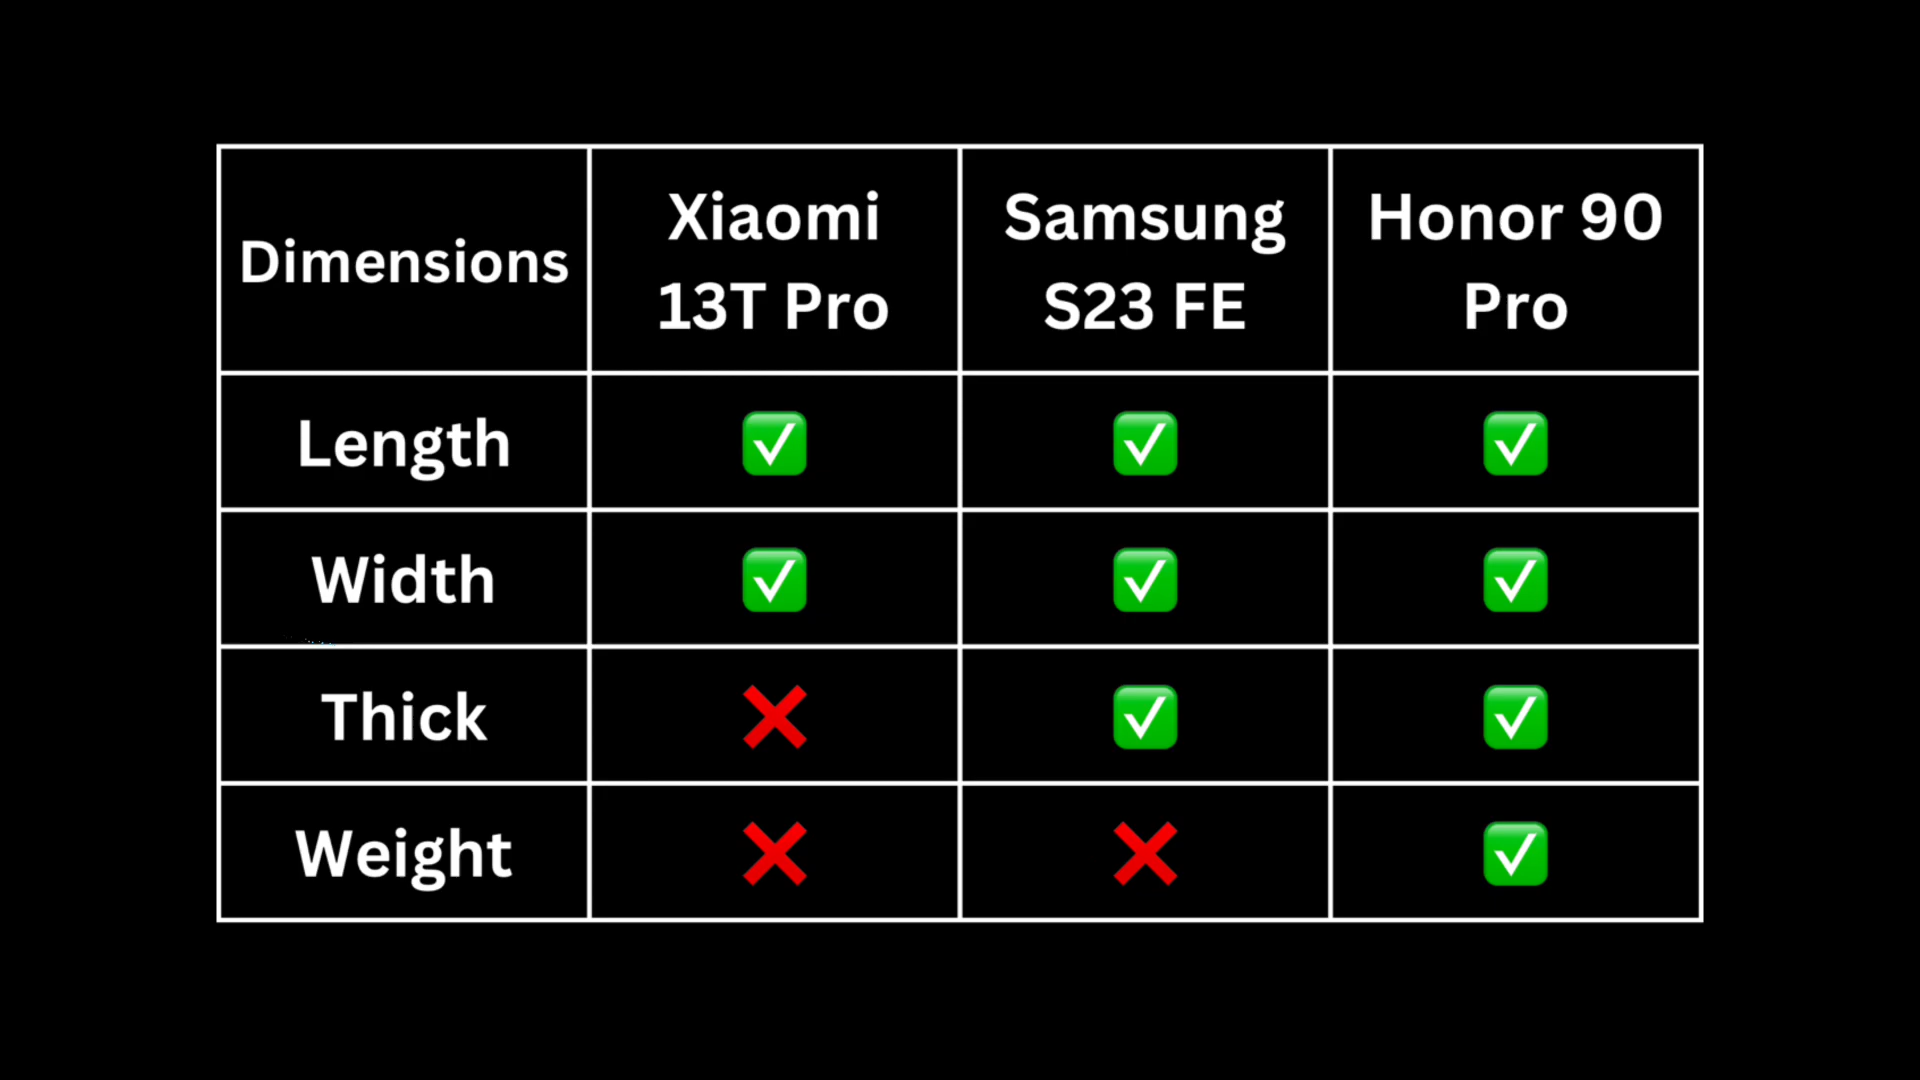 Dimensions
Xiaomi
13T Pro
Samsung
S23 FE
Honor 90
Pro
Length ✅ ✅ ✅
Width ✅ ✅ ✅
Thick ❌ ✅ ✅
Weight ❌ ❌ ✅